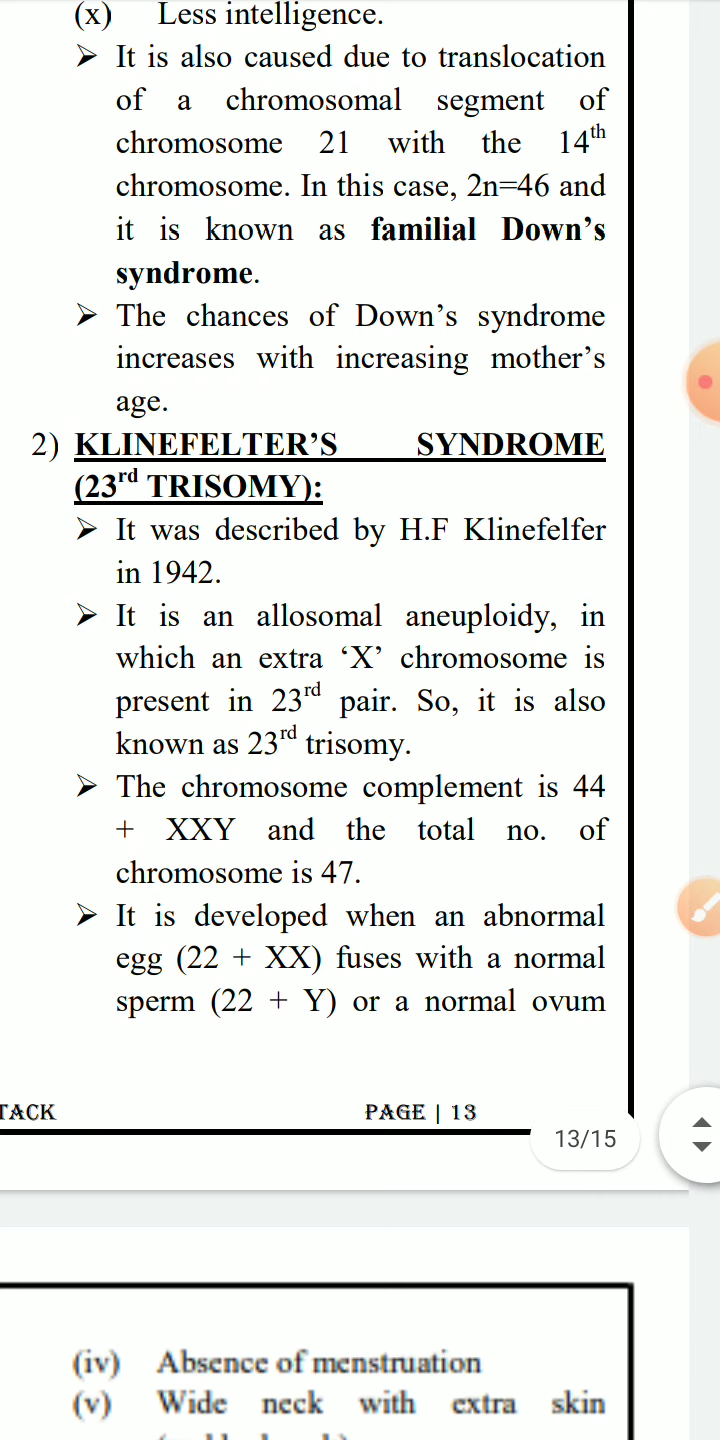 (x) Less intelligence.
➢ It is also caused due to translocation
of a chromosomal segment of
chromosome 21 with the 14th
chromosome. In this case, 2n=46 and
it is known as familial Down’s
syndrome.
➢ The chances of Down’s syndrome
increases with increasing mother’s
age.
2) KLINEFELTER’S SYNDROME
(23rd TRISOMY):
➢ It was described by H.F Klinefelfer
in 1942.
➢ It is an allosomal aneuploidy, in
which an extra ‘X’ chromosome is
present in 23rd pair. So, it is also
known as 23rd trisomy.
➢ The chromosome complement is 44
+ XXY and the total no. of
chromosome is 47.
➢ It is developed when an abnormal
egg (22 + XX) fuses with a normal
sperm (22 + Y) or a normal ovum
TACK PAGE | 13
13/15
(iv) Absence of menstruation
(v) Wide neck with extra skin